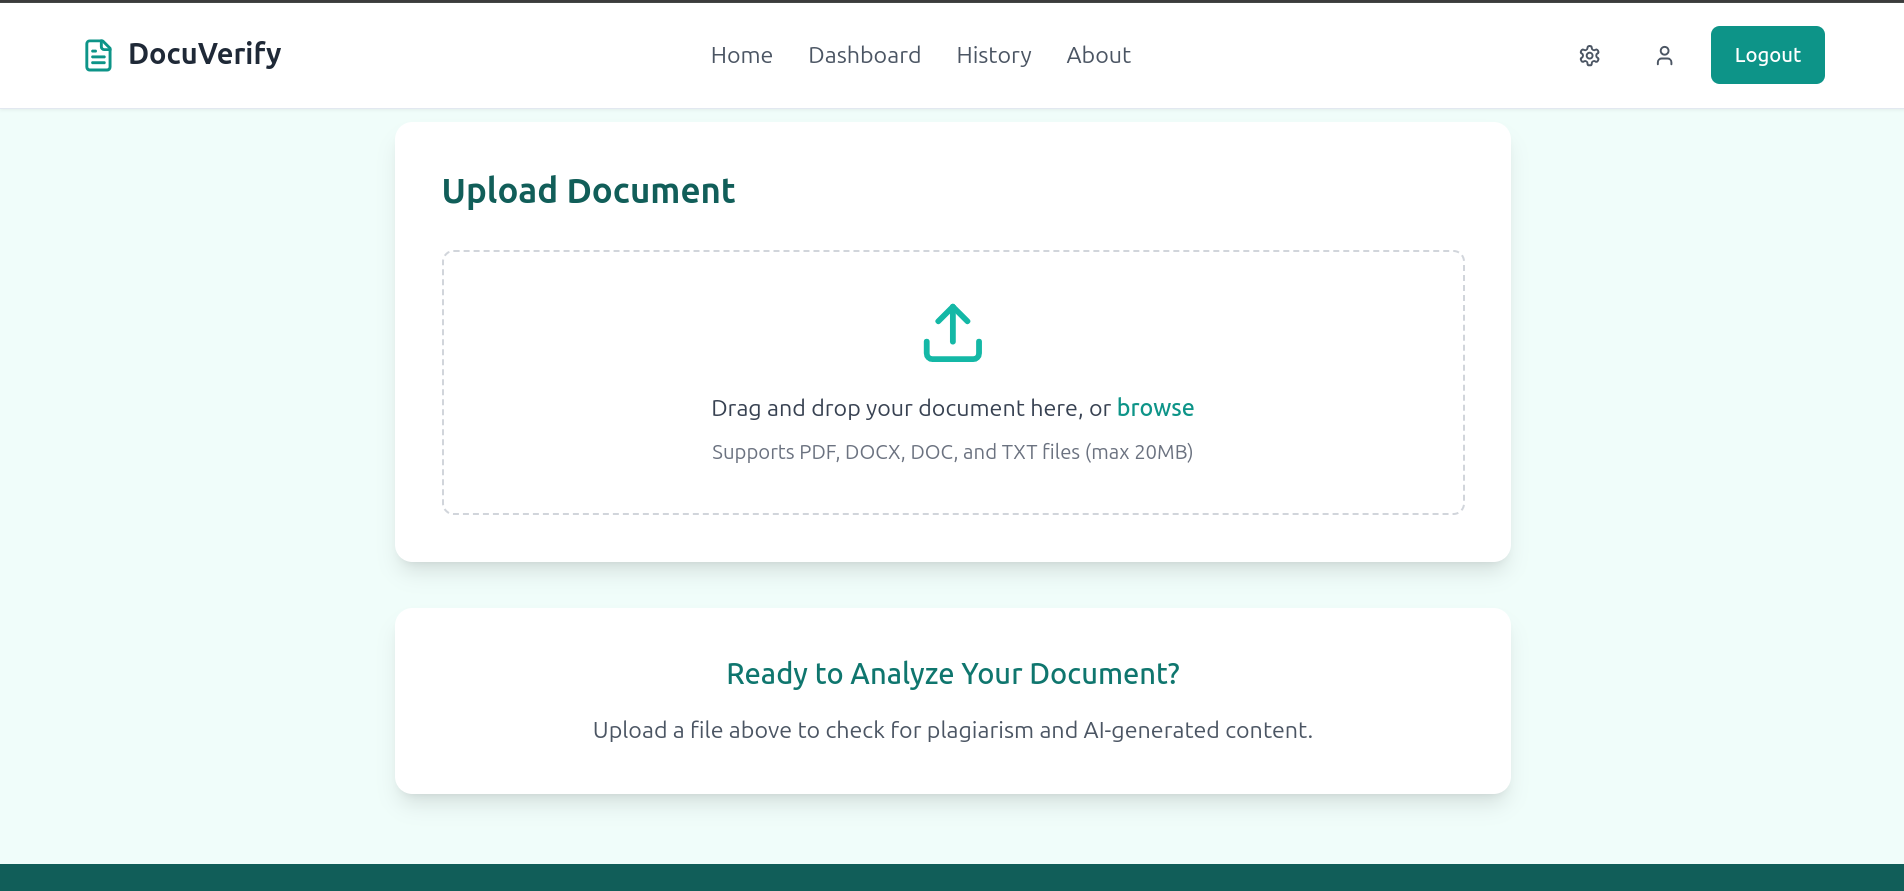 DocuVerify
Home
Dashboard
History
About
Logout
Upload Document
Drag and drop your document here, or browse
Supports PDF, DOCX, DOC, and TXT files (max 20MB)
Ready to Analyze Your Document?
Upload a file above to check for plagiarism and AI-generated content.